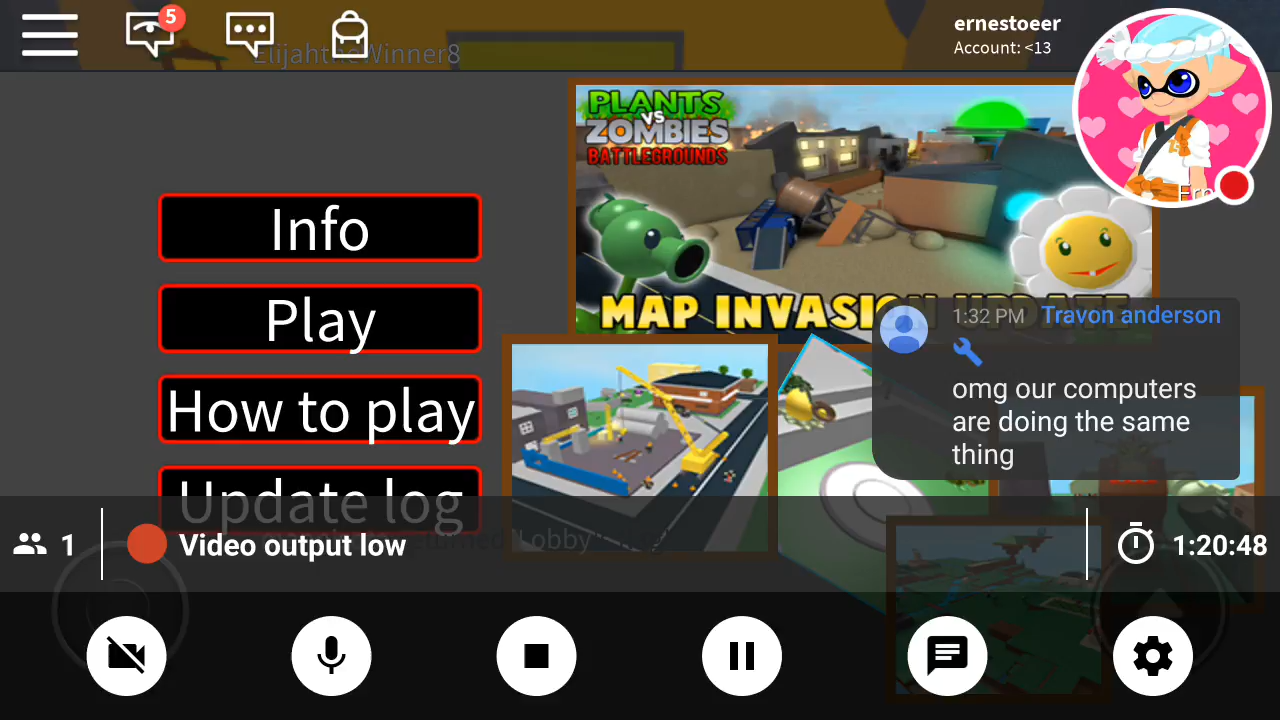 5
ElijahtheWinner8
ernestoeer
Account: <13
PLANTS
VS
ZOMBIES
BATTLEGROUNDS
MAP INVASION UPDATE
Info
Play
How to play
Update log
1:32 PM Travon anderson
omg our computers
are doing the same
thing
1
Video output low
1:20:48